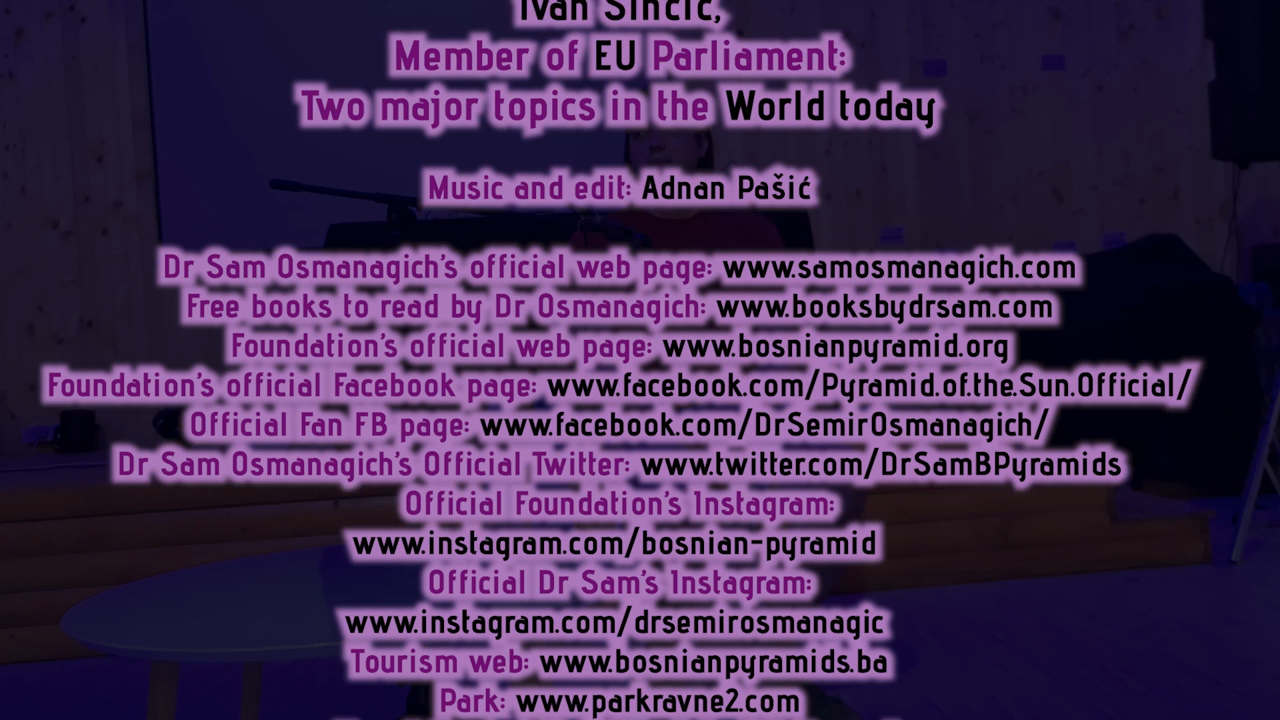 Ivan Sinčić,
Member of EU Parliament:
Two major topics in the World today
Music and edit: Adnan Pašić
Dr Sam Osmanagich's official web page: www.samosmanagich.com
Free books to read by Dr Osmanagich: www.booksbydrsam.com
Foundation's official web page: www.bosnianpyramid.org
Foundation's official Facebook page: www.facebook.com/Pyramid.of.the.Sun.Official/
Official Fan FB page: www.facebook.com/DrSemirOsmanagich/
Dr Sam Osmanagich's Official Twitter: www.twitter.com/DrSamBPyramids
Official Foundation's Instagram:
www.instagram.com/bosnian-pyramid
Official Dr Sam's Instagram:
www.instagram.com/drsemirosmanagic
Tourism web: www.bosnianpyramids.ba
Park: www.parkravne2.com